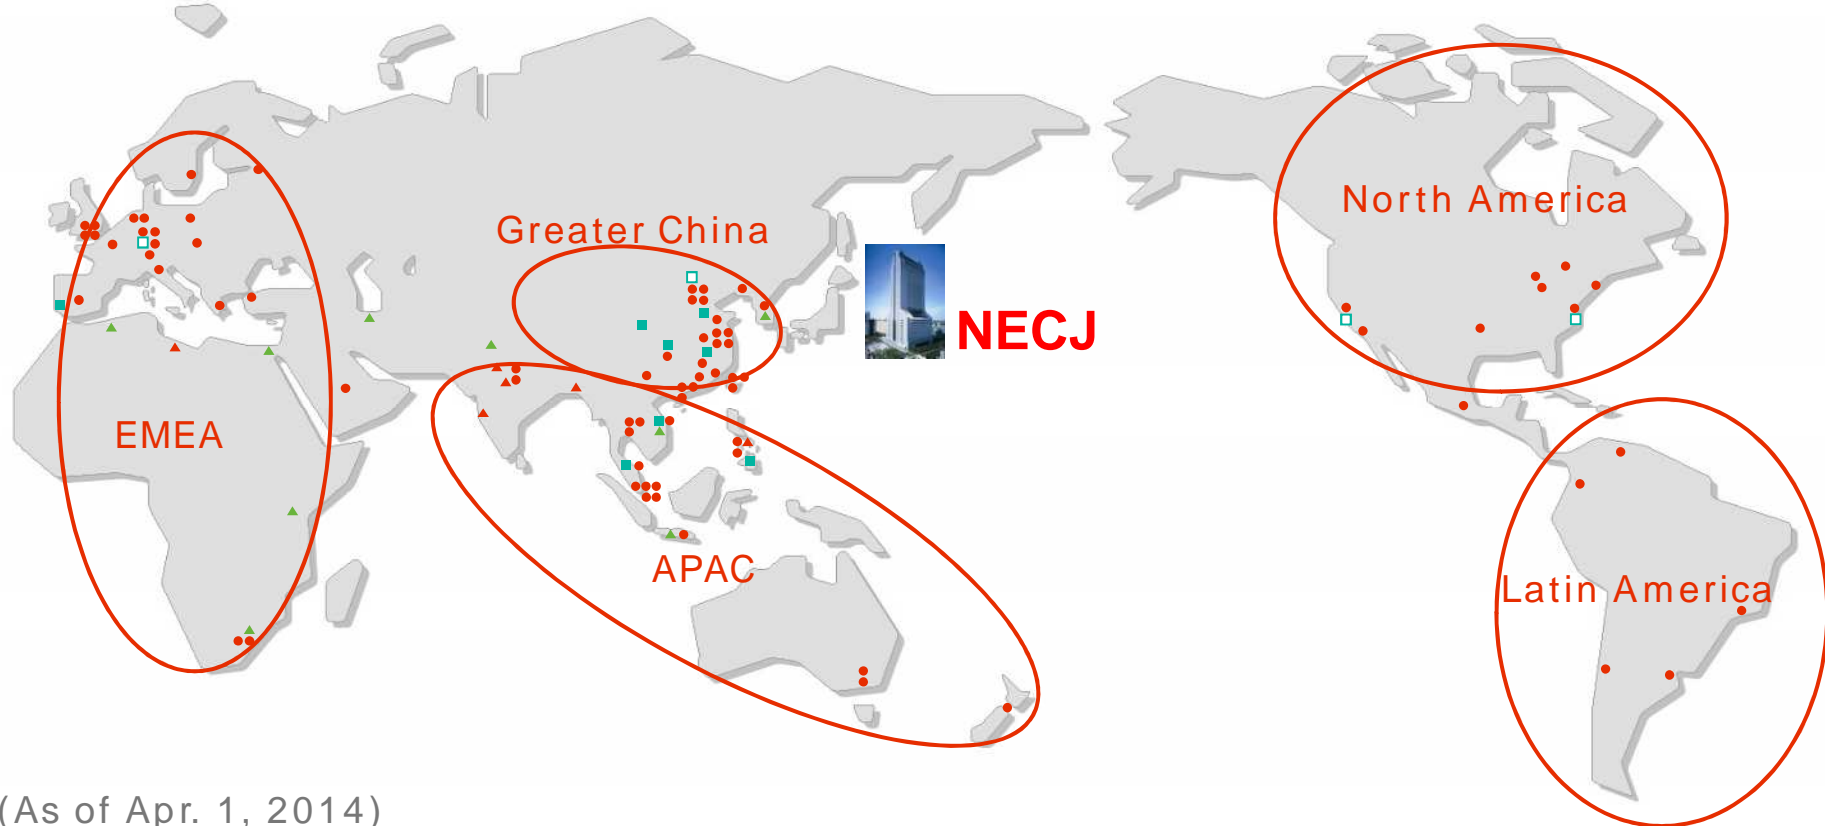 North America
Greater China
NECJ
EMEA
APAC
Latin America
(As of Apr. 1, 2014)